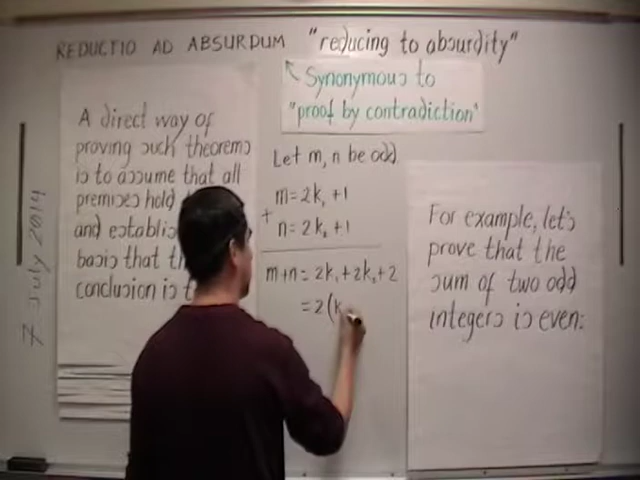 REDUCTIO AD ABSURDUM "reducing to absurdity"
Synonymous to
"proof by contradiction"
A direct way of
proving such theorems
is to assume that all
premises hold
and
basis that
conclusion is
Let m, n be odd
m=2k₁+1
+
n=2k₂+1
m+n=2k₁+2k₂+2
=2(k
For example, let's
prove that the
sum of two odd
integers is even:
7 July 2014